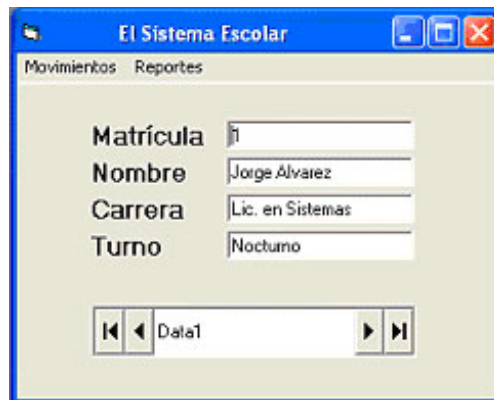 El Sistema Escolar
Movimientos Reportes
Matrícula 1
Nombre Jorge Alvarez
Carrera Lic. en Sistemas
Turno Nocturno
Data1